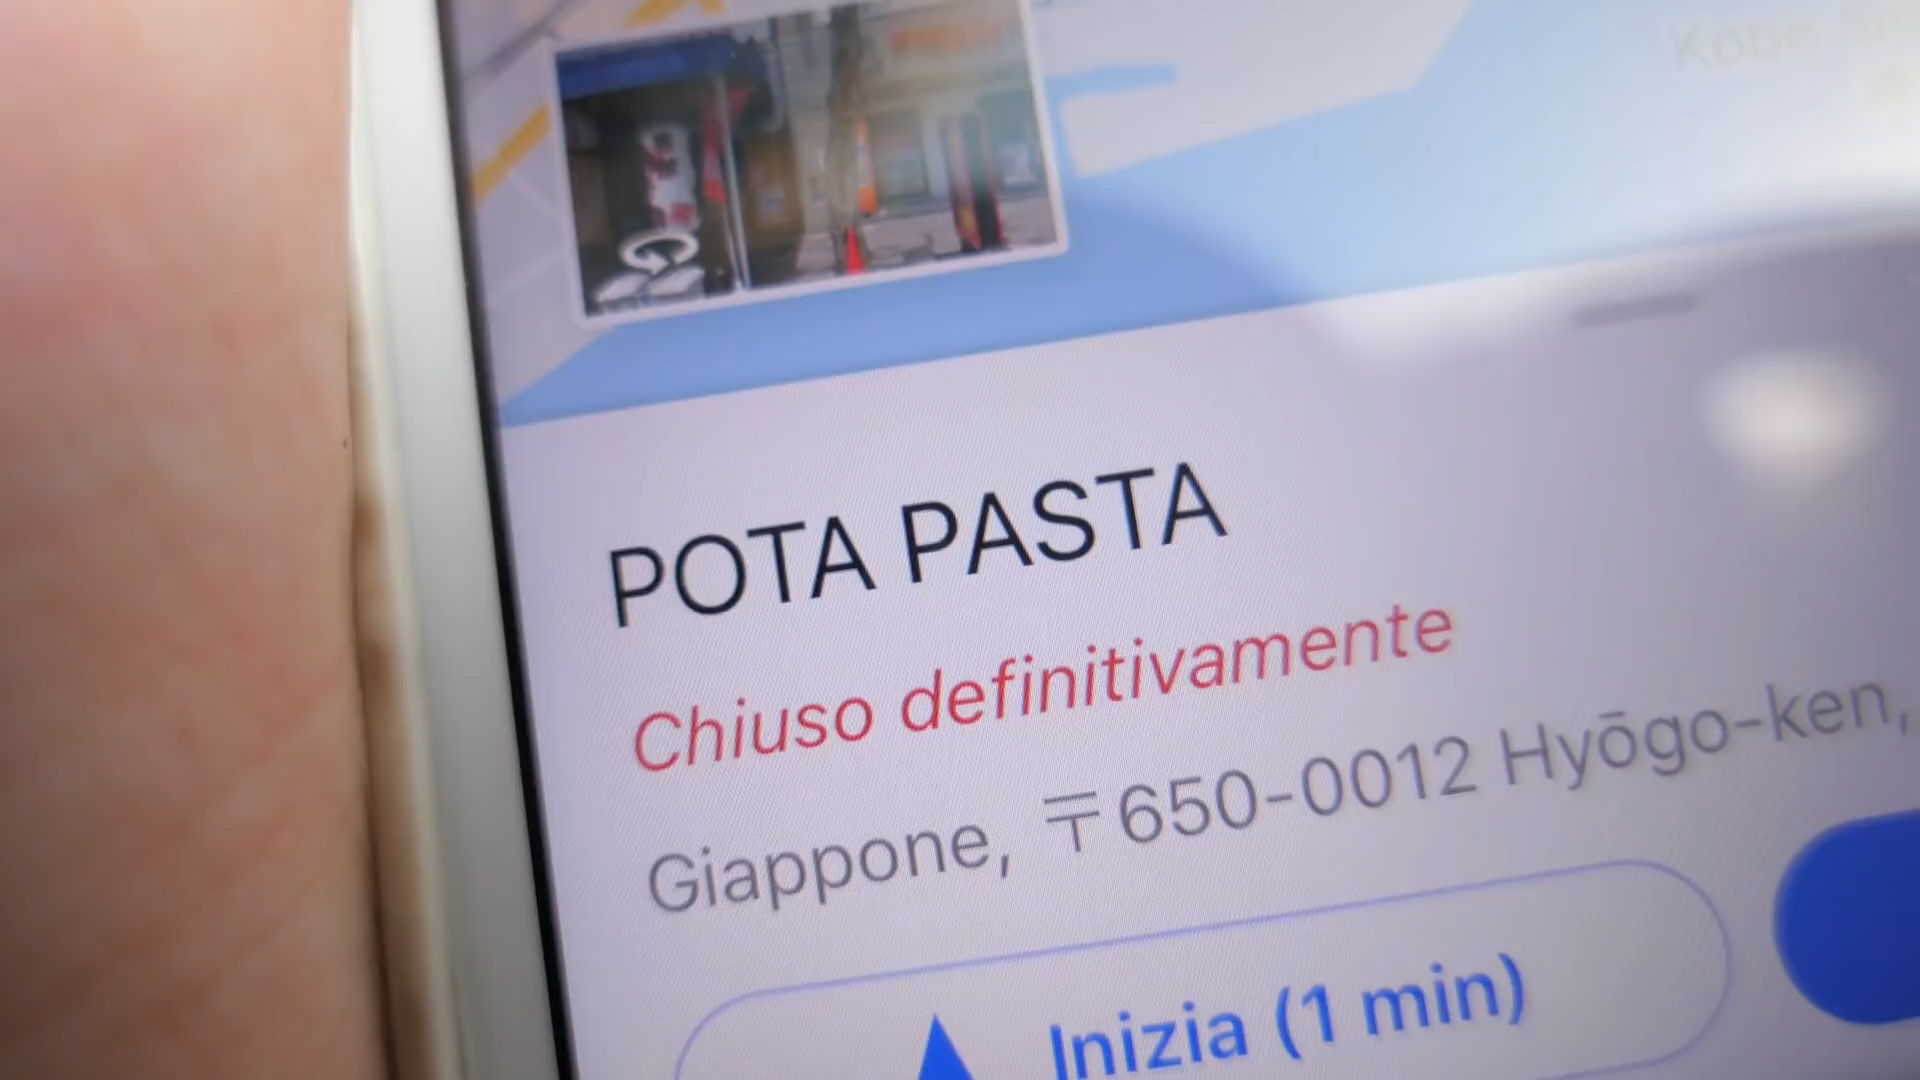 POTA PASTA
Chiuso definitivamente
Giappone, 〒650-0012 Hyōgo-ken,
Inizia (1 min)